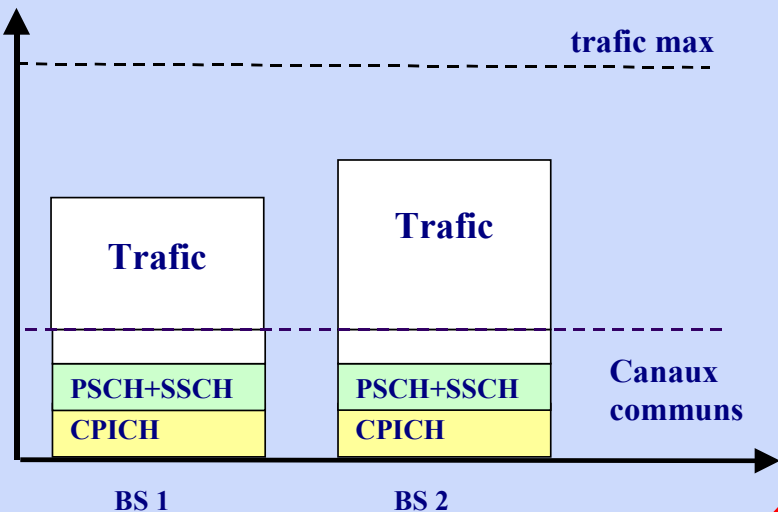 trafic max
Trafic
Trafic
PSCH+SSCH
PSCH+SSCH
Canaux
communs
CPICH
CPICH
BS 1
BS 2